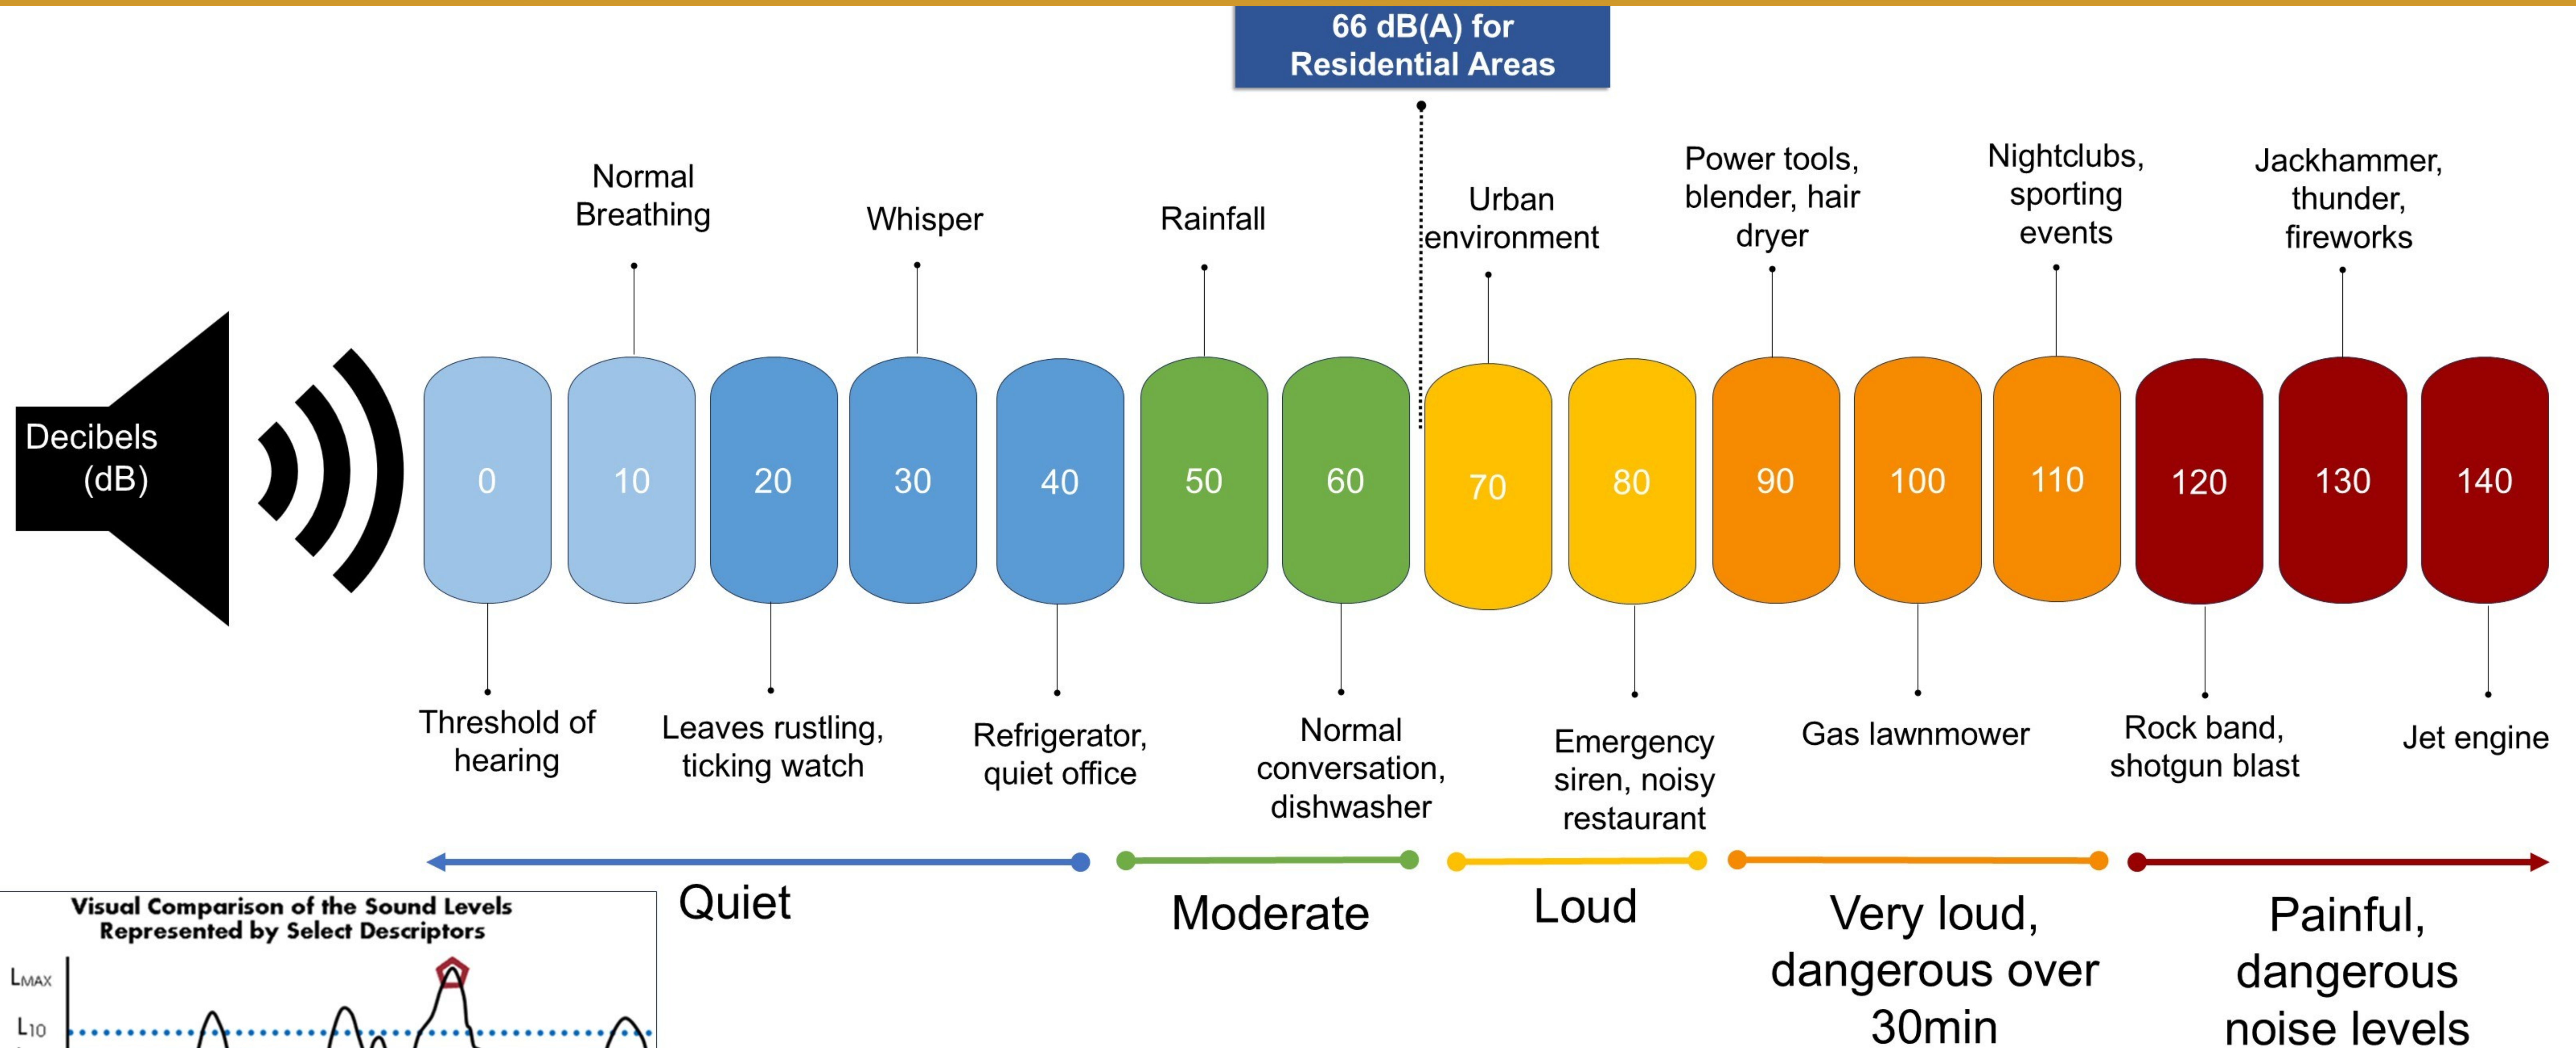 66 dB(A) for
Residential Areas
Normal
Breathing
Whisper
Rainfall
Urban
environment
Power tools,
blender, hair
dryer
Nightclubs,
sporting
events
Jackhammer,
thunder,
fireworks
Decibels
(dB)
0
10
20
30
40
50
60
70
80
90
100
110
120
130
140
Threshold of
hearing
Leaves rustling,
ticking watch
Refrigerator,
quiet office
Normal
conversation,
dishwasher
Emergency
siren, noisy
restaurant
Gas lawnmower
Rock band,
shotgun blast
Jet engine
Quiet
Moderate
Loud
Very loud,
dangerous over
30min
Painful,
dangerous
noise levels
Visual Comparison of the Sound Levels
Represented by Select Descriptors
LMAX
L10